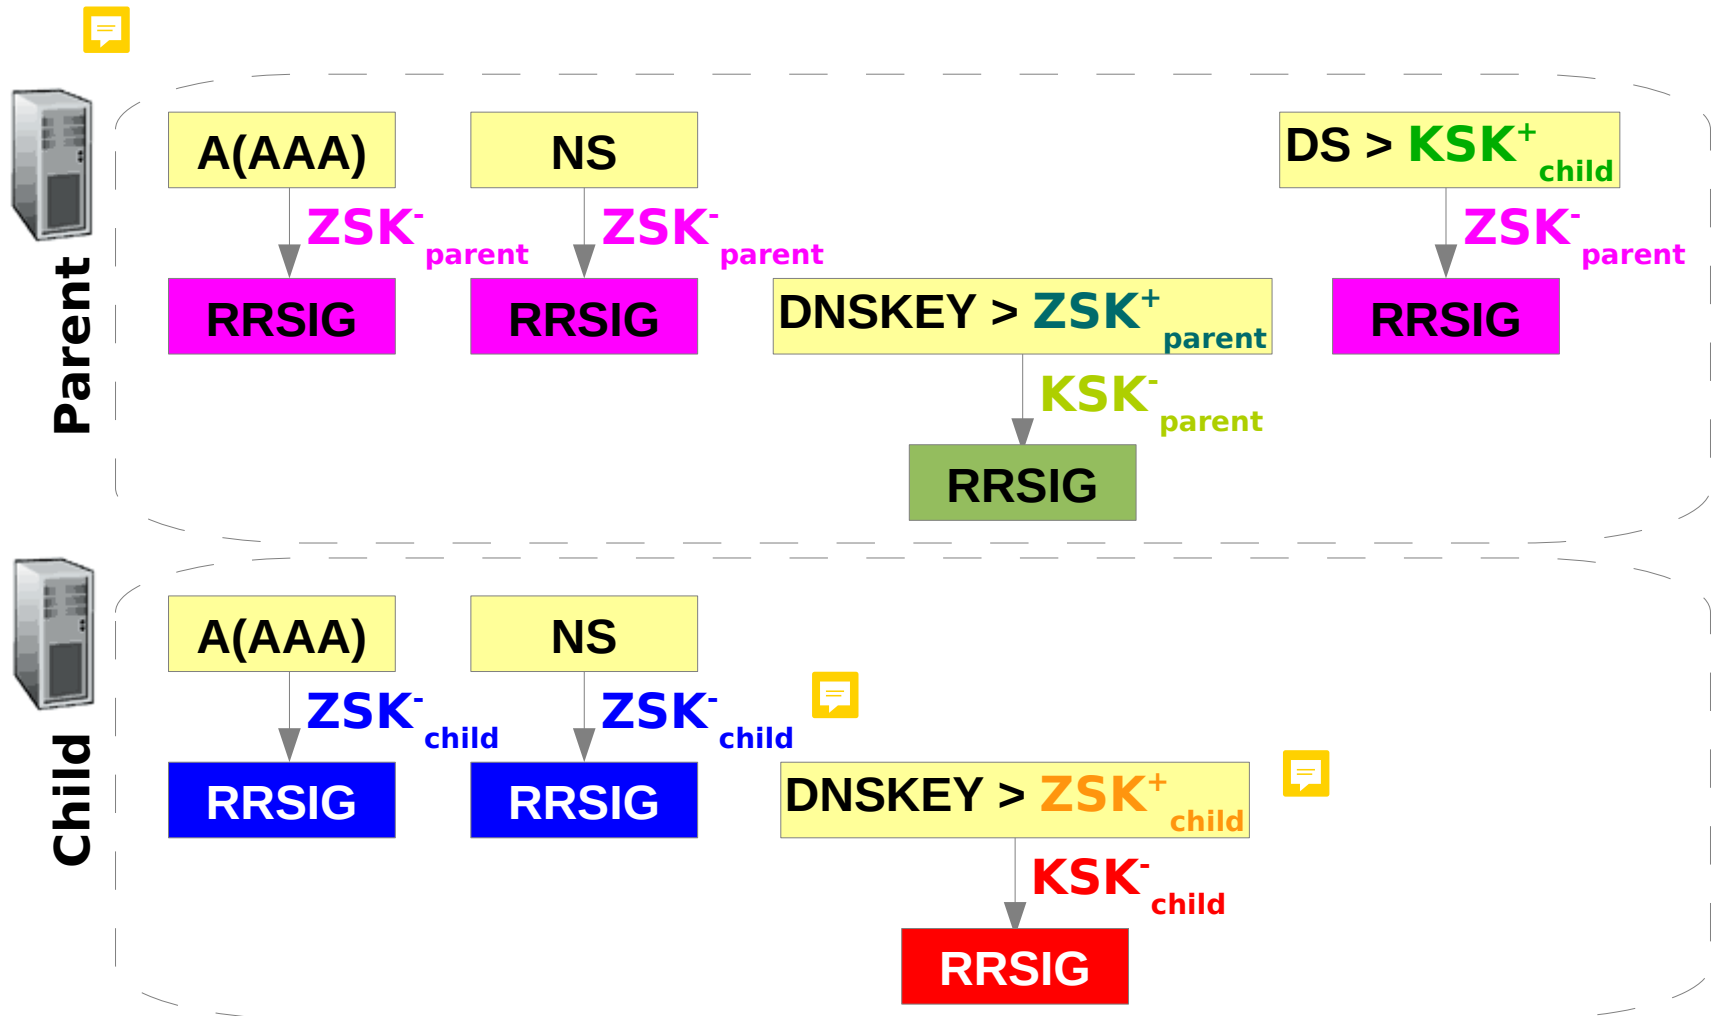 Parent
A(AAA)
NS
DS > KSK+child
ZSK-parent
ZSK-parent
ZSK-parent
RRSIG
RRSIG
DNSKEY > ZSK+parent
RRSIG
KSK-parent
RRSIG
Child
A(AAA)
NS
ZSK-child
ZSK-child
RRSIG
RRSIG
DNSKEY > ZSK+child
KSK-child
RRSIG